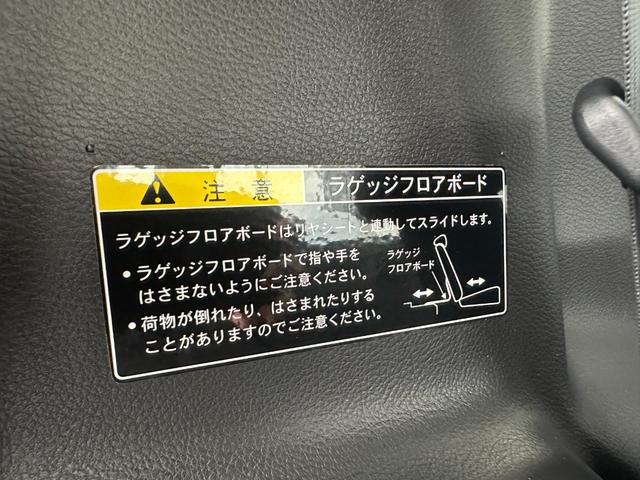 注意 ラゲッジフロアボード
ラゲッジフロアボードはリヤシートと連動してスライドします。
●ラゲッジフロアボードで指や手を
はさまないようにご注意ください。
●荷物が倒れたり、はさまれたりする
ことがありますのでご注意ください。
ラゲッジ
フロアボード